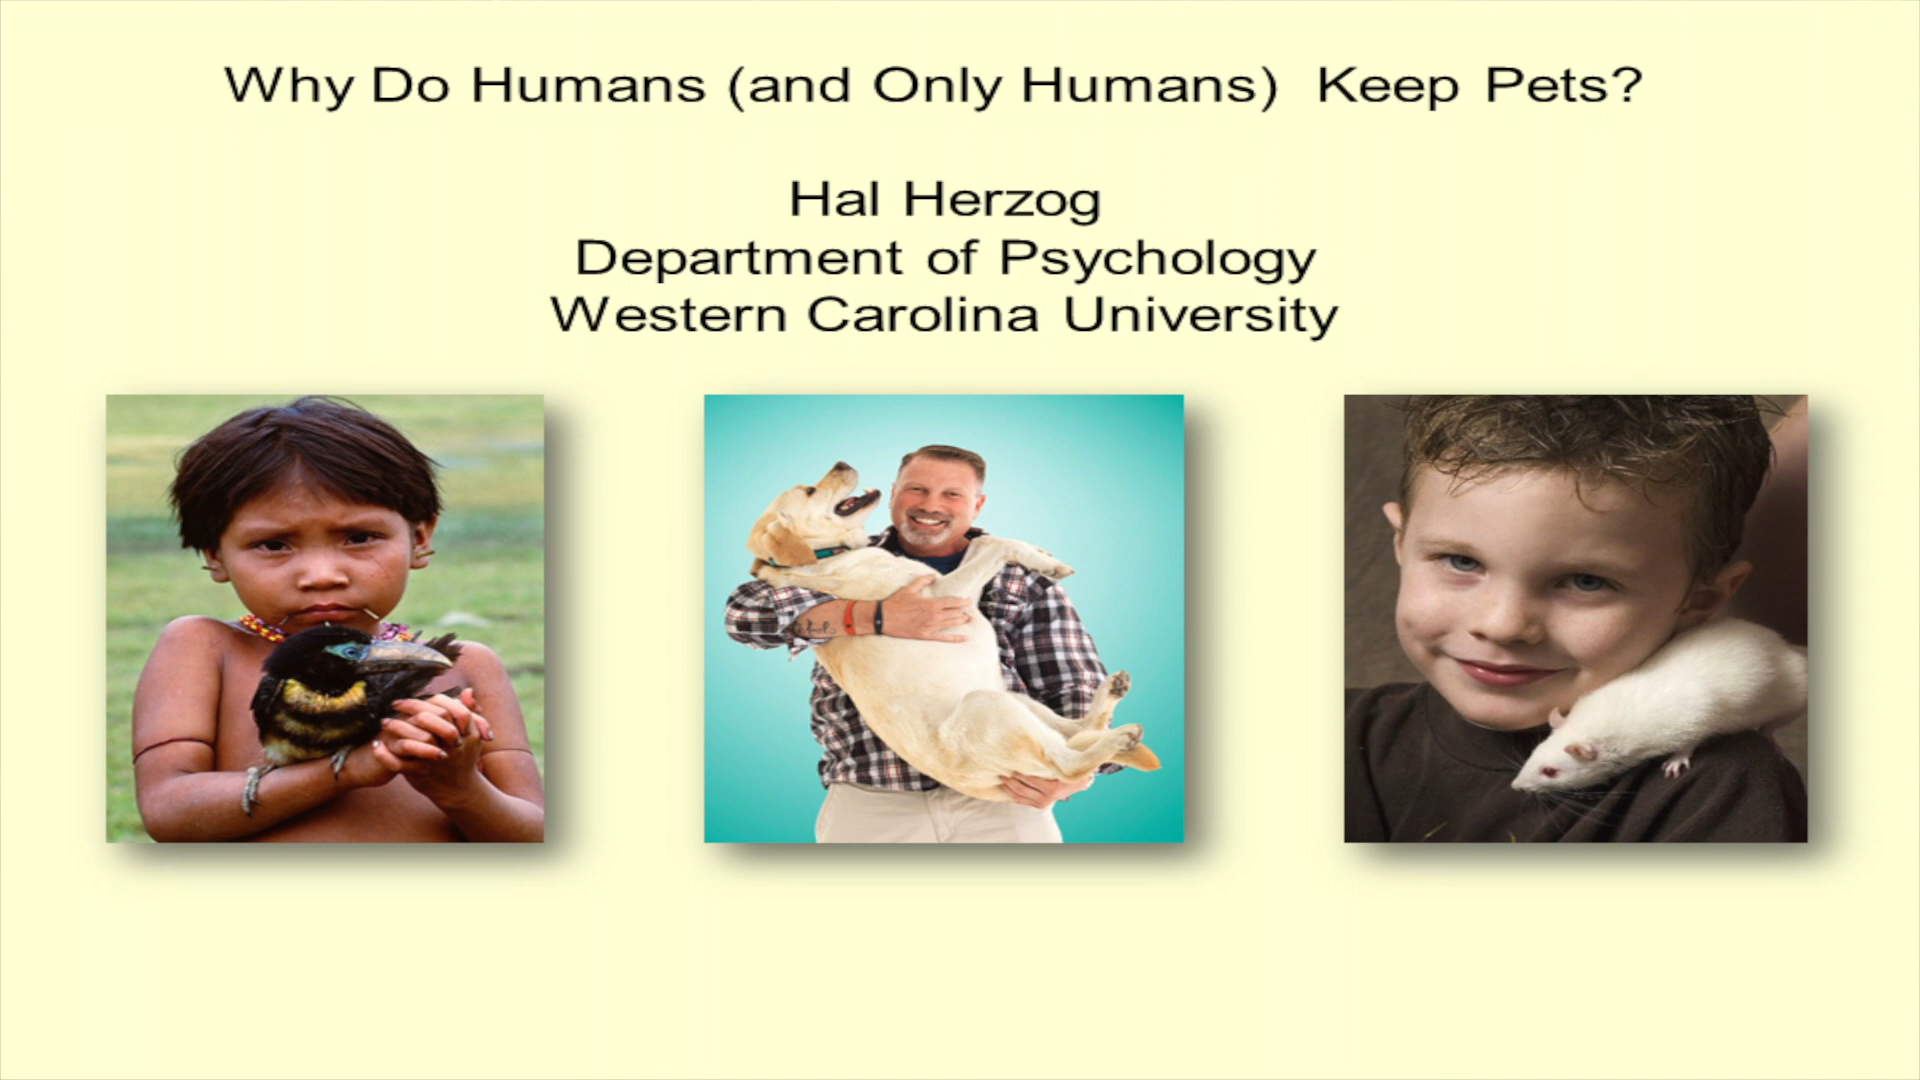 Why Do Humans (and Only Humans) Keep Pets?
Hal Herzog
Department of Psychology
Western Carolina University